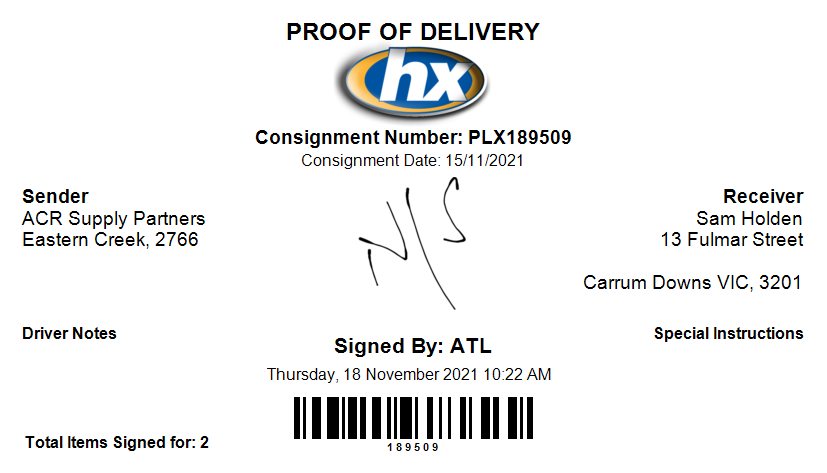 PROOF OF DELIVERY
hx
Consignment Number: PLX189509
Consignment Date: 15/11/2021
Sender
ACR Supply Partners
Eastern Creek, 2766
N/S
Receiver
Sam Holden
13 Fulmar Street
Carrum Downs VIC, 3201
Driver Notes
Special Instructions
Signed By: ATL
Thursday, 18 November 2021 10:22 AM
189509
Total Items Signed for: 2